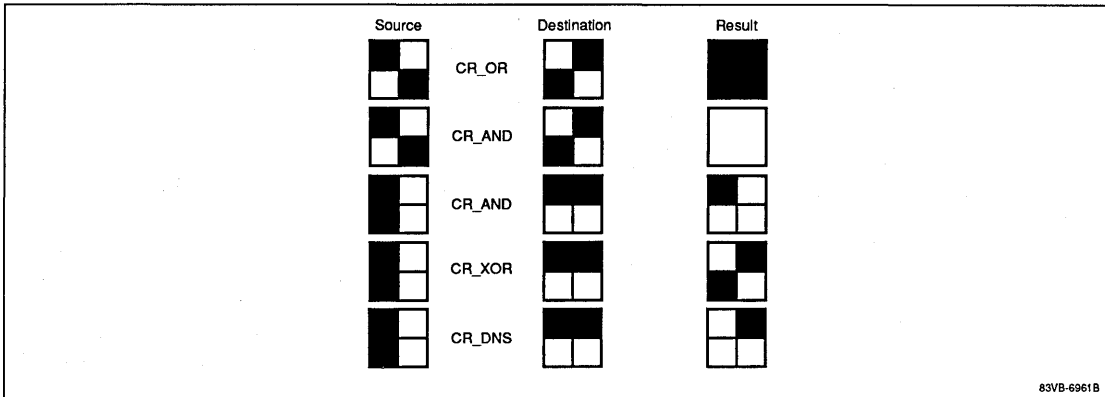 Source Destination Result
CR_OR
CR_AND
CR_AND
CR_XOR
CR_DNS
83VB-6961B